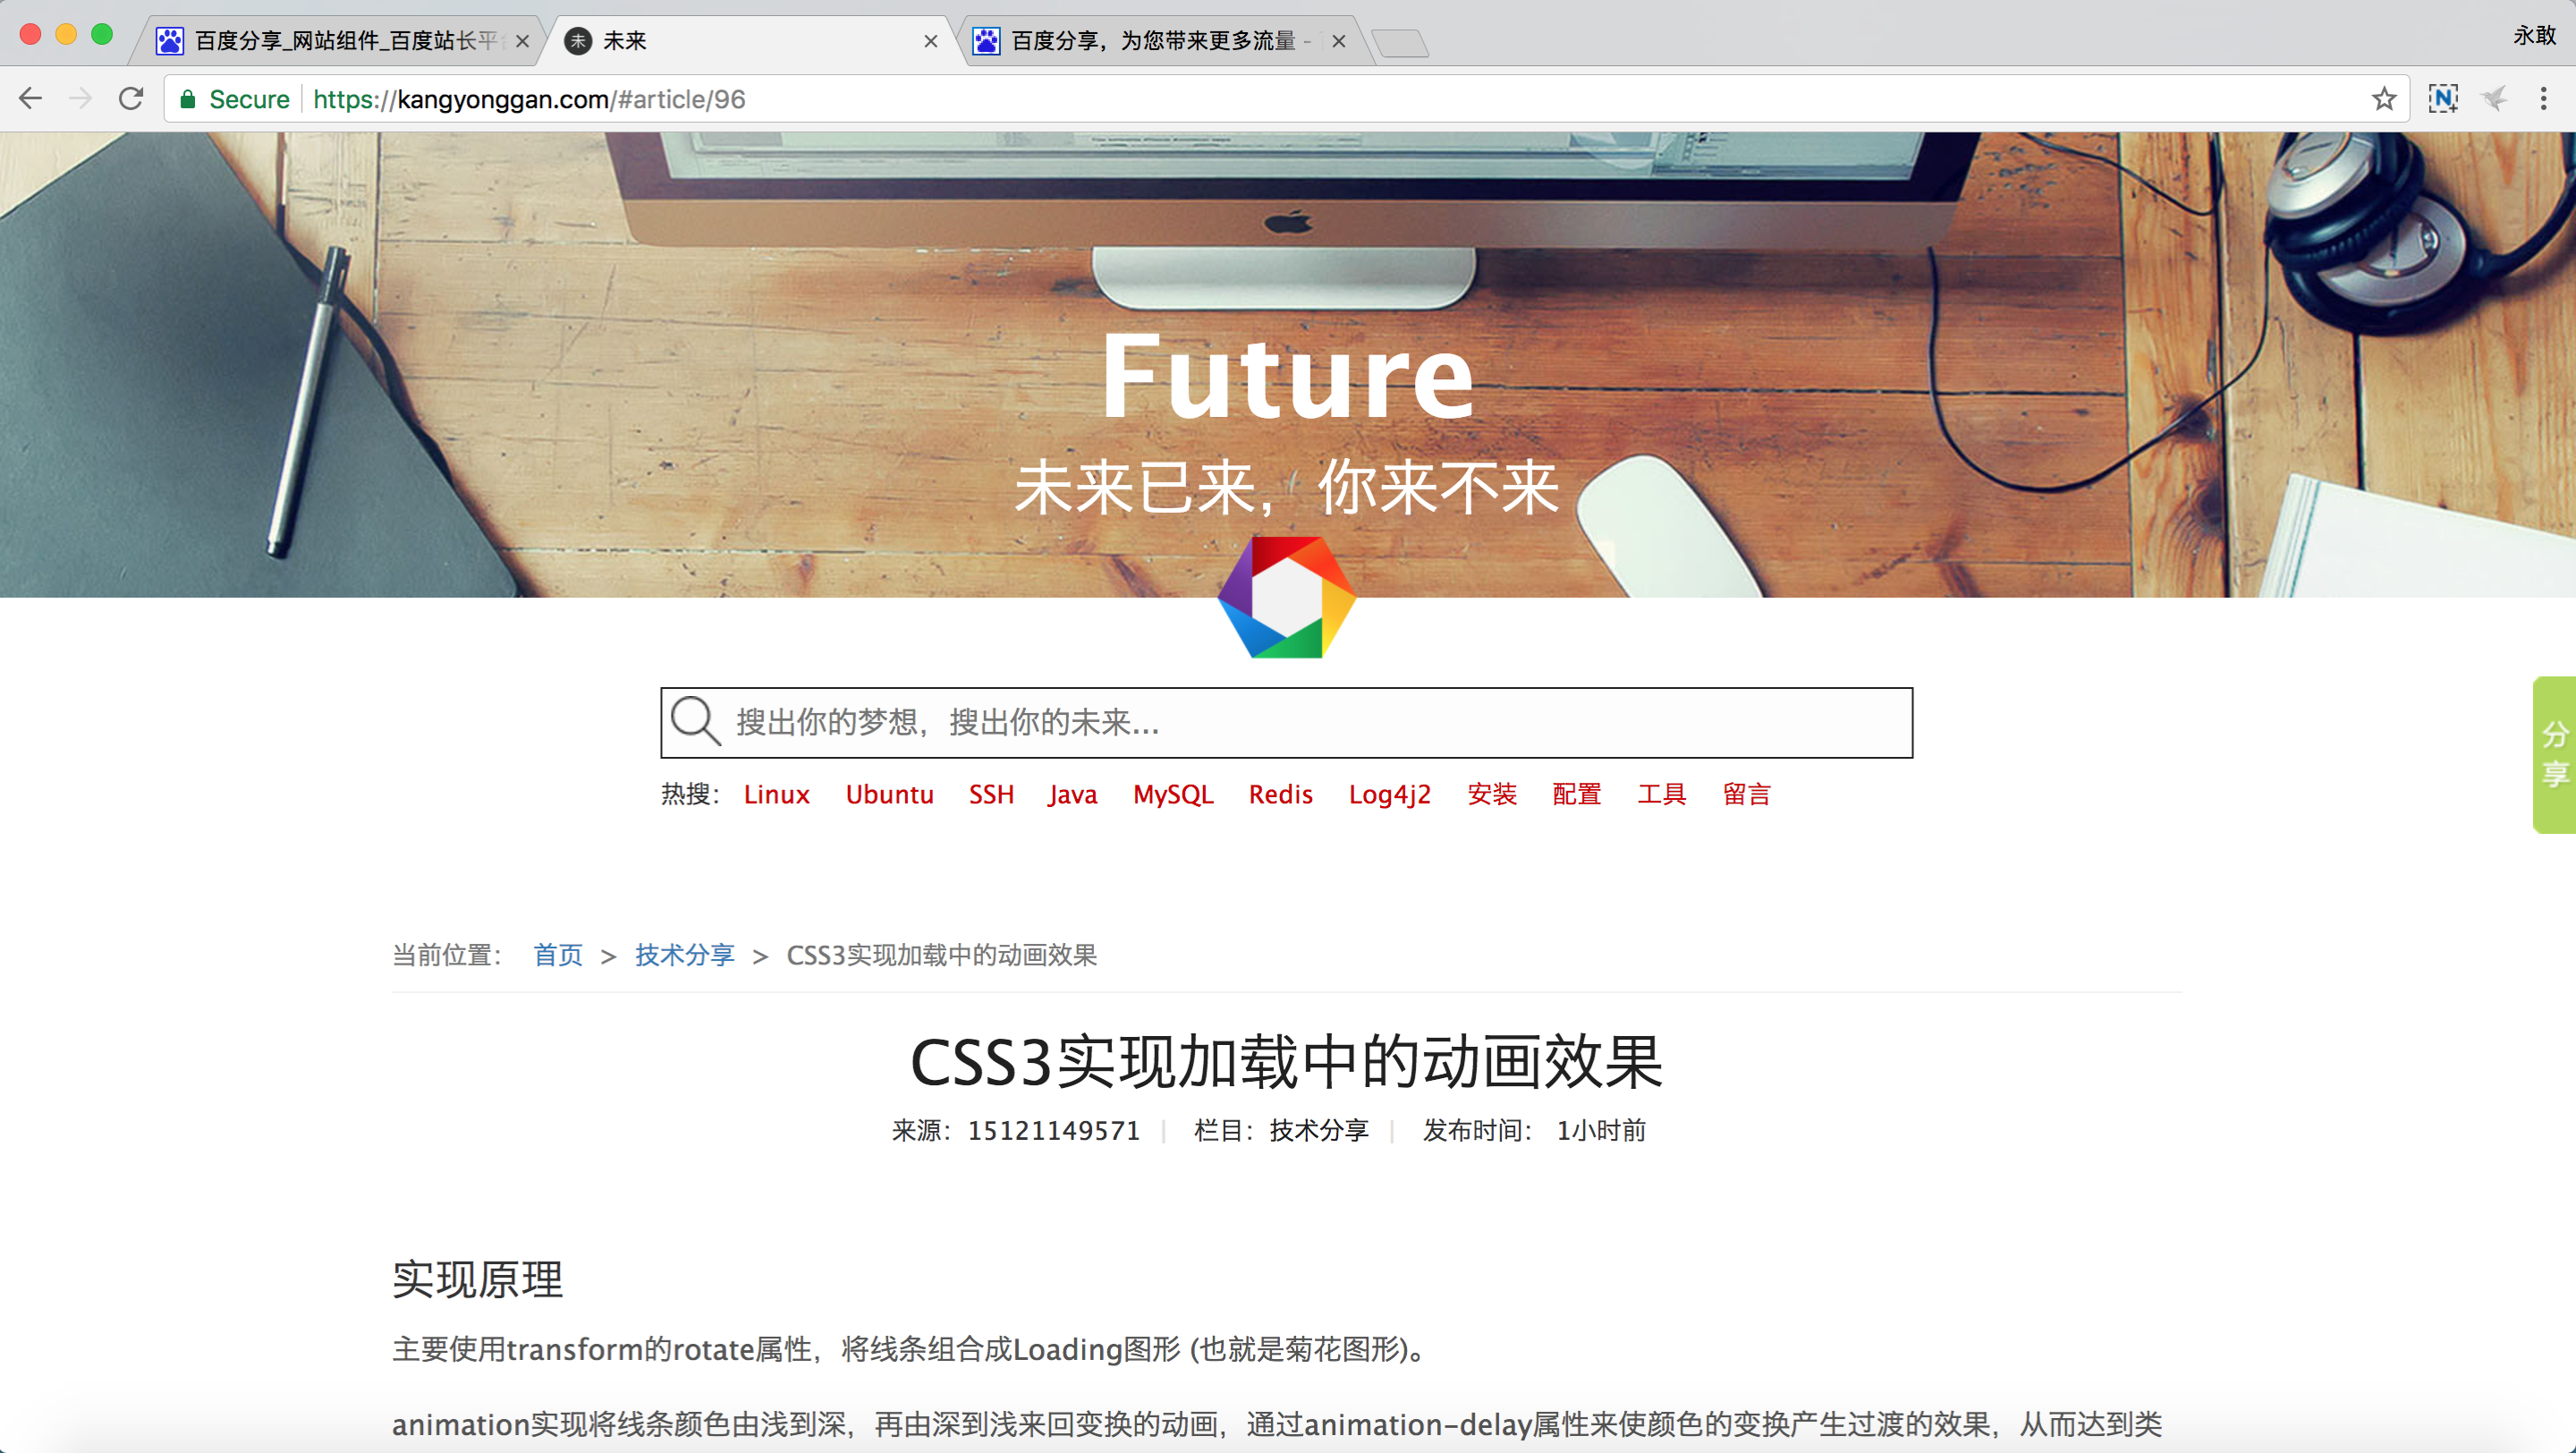 百度分享_网站组件_百度站长平
未 未来
百度分享，为您带来更多流量 -
永敢
Secure https://kangyonggan.com/#article/96
Future
未来已来，你来不来
搜出你的梦想，搜出你的未来...
热搜： Linux Ubuntu SSH Java MySQL Redis Log4j2 安装 配置 工具 留言
分享
当前位置： 首页 > 技术分享 > CSS3实现加载中的动画效果
CSS3实现加载中的动画效果
来源：15121149571 | 栏目：技术分享 | 发布时间： 1小时前
实现原理
主要使用transform的rotate属性，将线条组合成Loading图形 (也就是菊花图形)。
animation实现将线条颜色由浅到深，再由深到浅来回变换的动画，通过animation-delay属性来使颜色的变换产生过渡的效果，从而达到类